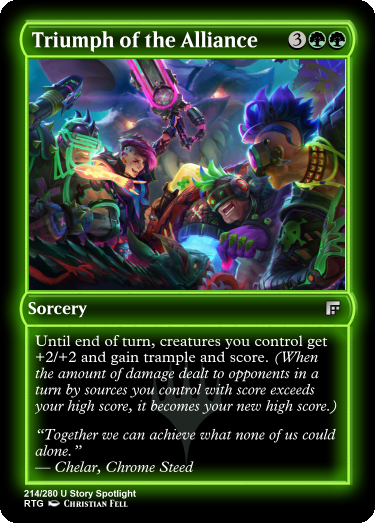 Triumph of the Alliance 3
Sorcery
Until end of turn, creatures you control get
+2/+2 and gain trample and score. (When
the amount of damage dealt to opponents in a
turn by sources you control with score exceeds
your high score, it becomes your new high score.)
“Together we can achieve what none of us could
alone.”
— Chelar, Chrome Steed
214/280 U Story Spotlight
RTG Christian Fell